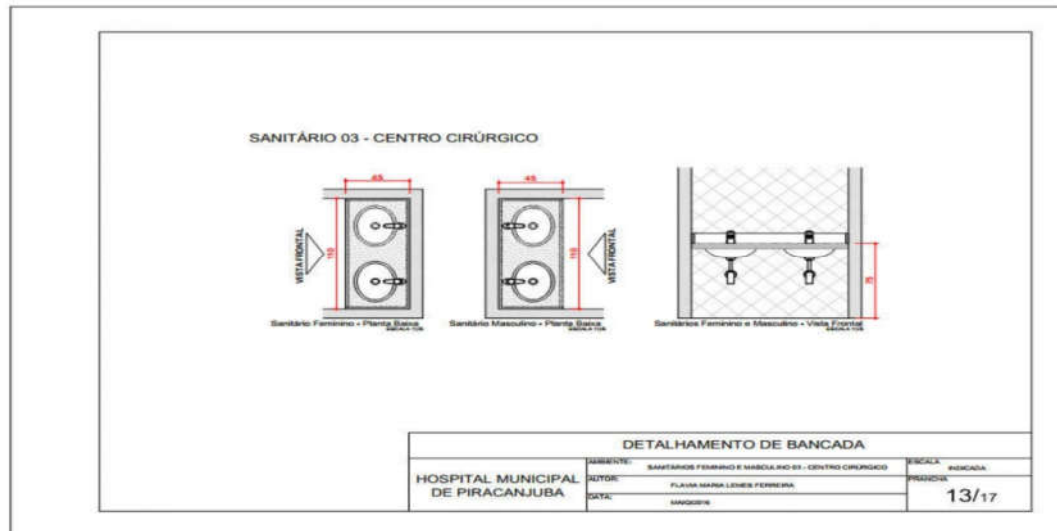 SANITÁRIO 03 - CENTRO CIRÚRGICO
45
45
VISTA FRONTAL
110
110
VISTA FRONTAL
75
Sanitário Feminino - Planta Baixa
Sanitário Masculino - Planta Baixa
Sanitários Feminino e Masculino - Vista Frontal
DETALHAMENTO DE BANCADA
HOSPITAL MUNICIPAL
DE PIRACANJUBA
AMBIENTE:
SANITÁRIOS FEMININO E MASCULINO 03 - CENTRO CIRÚRGICO
ESCALA
INDICADA
AUTOR:
FLAVIA MARIA LEMES FERREIRA
PRANCHA
13/17
DATA: